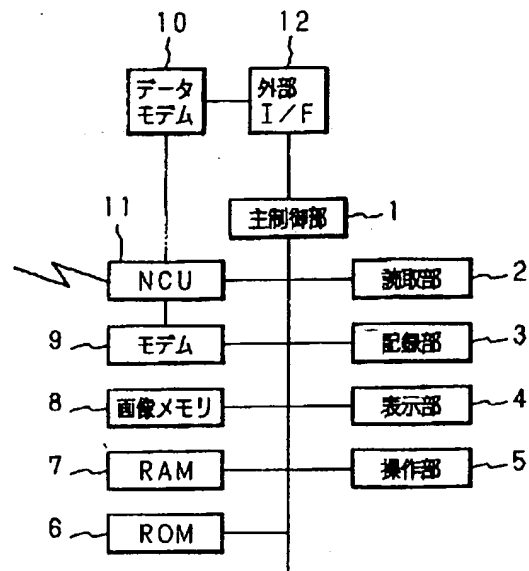 10
12
データ
モデム
外部
I/F
主制御部
1
11
NCU
読取部
2
9
モデム
記録部
3
8
画像メモリ
表示部
4
7
RAM
操作部
5
6
ROM